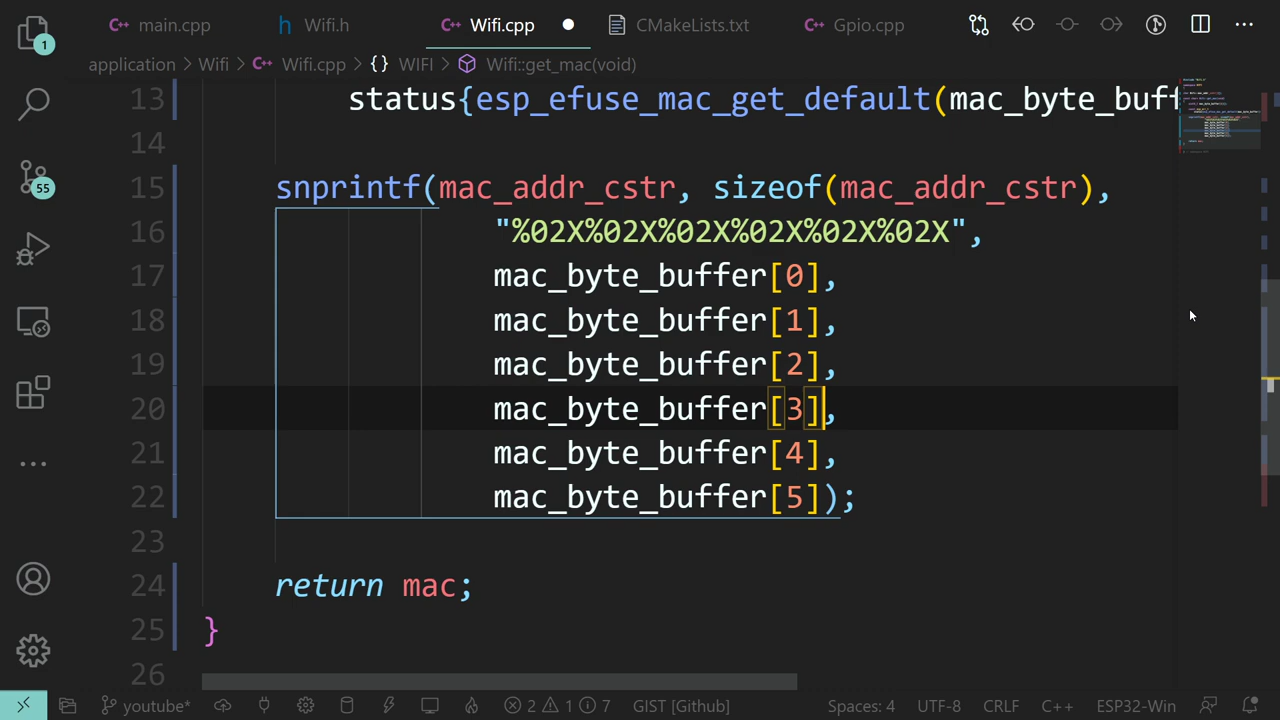 main.cpp Wifi.h Wifi.cpp CMakeLists.txt Gpio.cpp
1
application > Wifi > Wifi.cpp > {} WIFI > Wifi::get_mac(void)
13 status{esp_efuse_mac_get_default(mac_byte_buff
14
15 snprintf(mac_addr_cstr, sizeof(mac_addr_cstr),
16 "%02X%02X%02X%02X%02X%02X",
17 mac_byte_buffer[0],
18 mac_byte_buffer[1],
19 mac_byte_buffer[2],
20 mac_byte_buffer[3],
21 mac_byte_buffer[4],
22 mac_byte_buffer[5]);
23
24 return mac;
25 }
26
55
youtube* 2 1 7 GIST [Github] Spaces: 4 UTF-8 CRLF C++ ESP32-Win